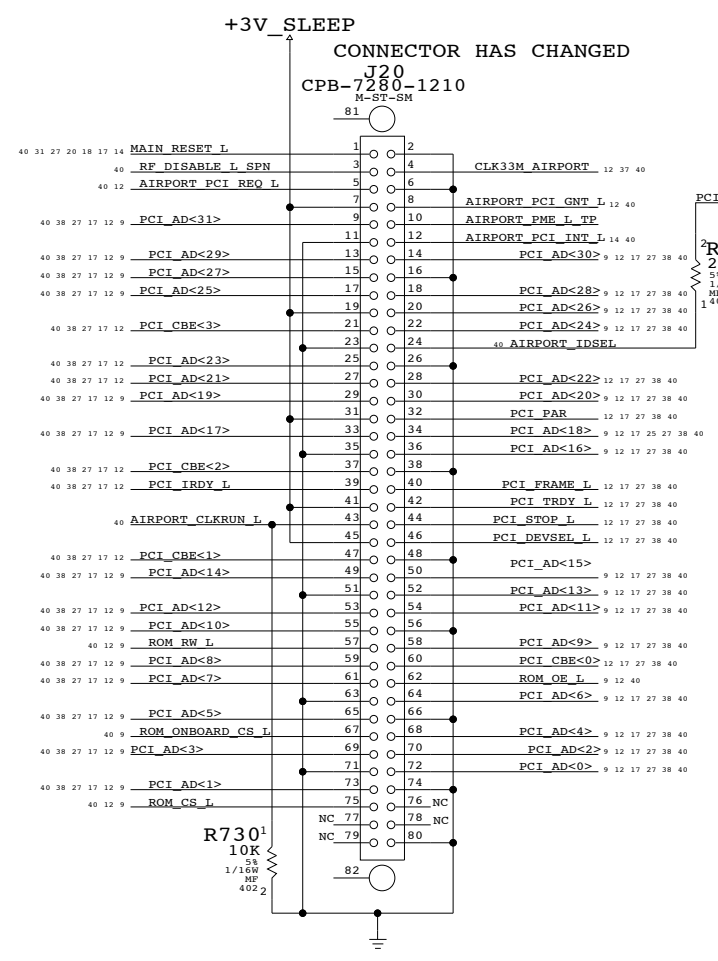 +3V_SLEEP
CONNECTOR HAS CHANGED
J20
CPB-7280-1210
M-ST-SM
81
40 31 27 20 18 17 14 MAIN_RESET_L 1 2
40 RF_DISABLE_L_SPN 3 4 CLK33M_AIRPORT 12 37 40
40 12 AIRPORT_PCI_REQ_L 5 6
PCI
7 8 AIRPORT_PCI_GNT_L 12 40
40 38 27 17 12 9 PCI_AD<31> 9 10 AIRPORT_PME_L_TP
11 12 AIRPORT_PCI_INT_L 14 40
40 38 27 17 12 9 PCI_AD<29> 13 14 PCI_AD<30> 9 12 17 27 38 40
40 38 27 17 12 9 PCI_AD<27> 15 16
40 38 27 17 12 9 PCI_AD<25> 17 18 PCI_AD<28> 9 12 17 27 38 40
19 20 PCI_AD<26> 9 12 17 27 38 40
40 38 27 17 12 PCI_CBE<3> 21 22 PCI_AD<24> 9 12 17 27 38 40
23 24 40 AIRPORT_IDSEL
2 R
2
5%
1/
M
1 40
40 38 27 17 12 PCI_AD<23> 25 26
40 38 27 17 12 PCI_AD<21> 27 28 PCI_AD<22> 12 17 27 38 40
40 38 27 17 12 9 PCI_AD<19> 29 30 PCI_AD<20> 9 12 17 27 38 40
31 32 PCI_PAR 12 17 27 38 40
40 38 27 17 12 9 PCI_AD<17> 33 34 PCI_AD<18> 9 12 17 25 27 38 40
35 36 PCI_AD<16> 9 12 17 27 38 40
40 38 27 17 12 PCI_CBE<2> 37 38
40 38 27 17 12 PCI_IRDY_L 39 40 PCI_FRAME_L 12 17 27 38 40
41 42 PCI_TRDY_L 12 17 27 38 40
40 AIRPORT_CLKRUN_L 43 44 PCI_STOP_L 12 17 27 38 40
45 46 PCI_DEVSEL_L 12 17 27 38 40
40 38 27 17 12 PCI_CBE<1> 47 48
40 38 27 17 12 9 PCI_AD<14> 49 50 PCI_AD<15> 9 12 17 27 38 40
51 52 PCI_AD<13> 9 12 17 27 38 40
40 38 27 17 12 9 PCI_AD<12> 53 54 PCI_AD<11> 9 12 17 27 38 40
40 38 27 17 12 9 PCI_AD<10> 55 56
40 12 9 ROM_RW_L 57 58 PCI_AD<9> 9 12 17 27 38 40
40 38 27 17 12 9 PCI_AD<8> 59 60 PCI_CBE<0> 12 17 27 38 40
40 38 27 17 12 9 PCI_AD<7> 61 62 ROM_OE_L 9 12 40
63 64 PCI_AD<6> 9 12 17 27 38 40
40 38 27 17 12 9 PCI_AD<5> 65 66
40 9 ROM_ONBOARD_CS_L 67 68 PCI_AD<4> 9 12 17 27 38 40
40 38 27 17 12 9 PCI_AD<3> 69 70 PCI_AD<2> 9 12 17 27 38 40
71 72 PCI_AD<0> 9 12 17 27 38 40
40 38 27 17 12 9 PCI_AD<1> 73 74
40 12 9 ROM_CS_L 75 76 NC
NC 77 78 NC
NC 79 80
R730 1
10K
5%
1/16W
MF
402 2
82